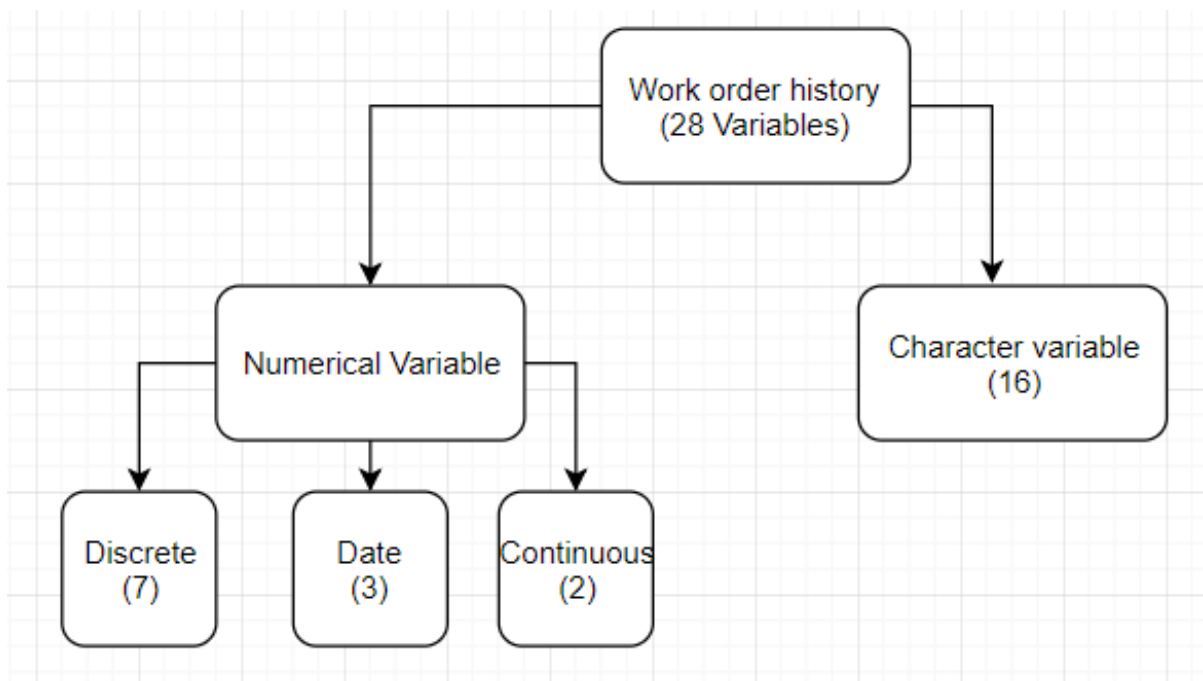 Work order history
(28 Variables)
Numerical Variable
Character variable
(16)
Discrete
(7)
Date
(3)
Continuous
(2)